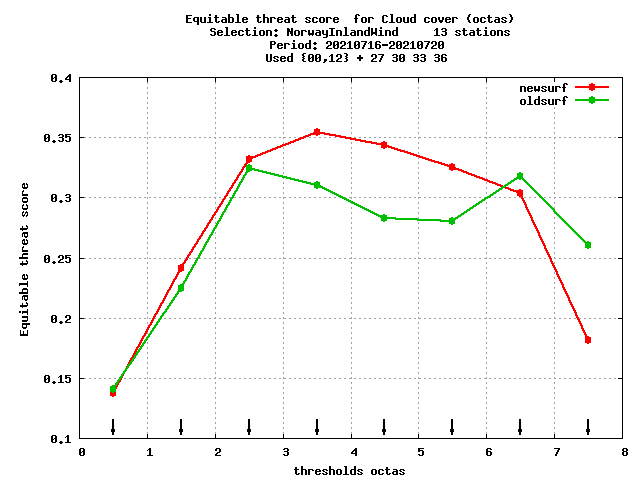 Equitable threat score  for Cloud cover (octas)
Selection: NorwayInlandWind     13 stations
Period: 20210716-20210720
Used {00,12} + 27 30 33 36
newsurf
oldsurf
0.4
0.35
0.3
0.25
0.2
0.15
0.1
Equitable threat score
0 1 2 3 4 5 6 7 8
thresholds octas